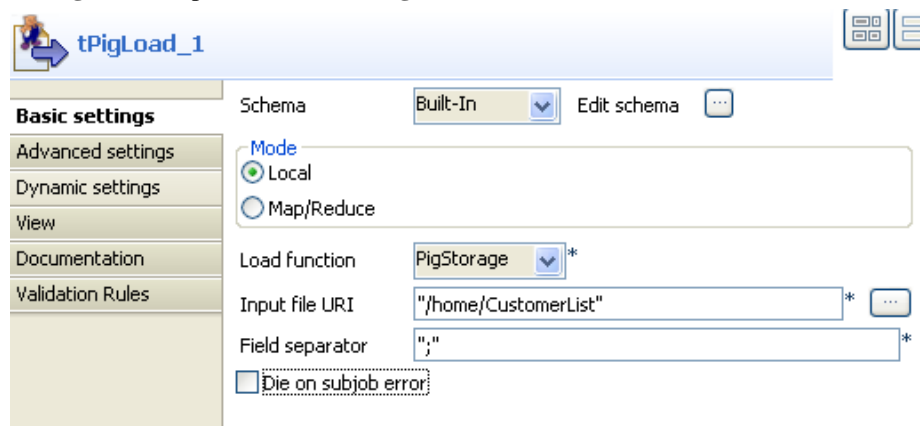 tPigLoad_1
Basic settings
Advanced settings
Dynamic settings
View
Documentation
Validation Rules
Schema Built-In Edit schema ...
Mode
Local
Map/Reduce
Load function PigStorage *
Input file URI "/home/CustomerList" * ...
Field separator ";" *
Die on subjob error